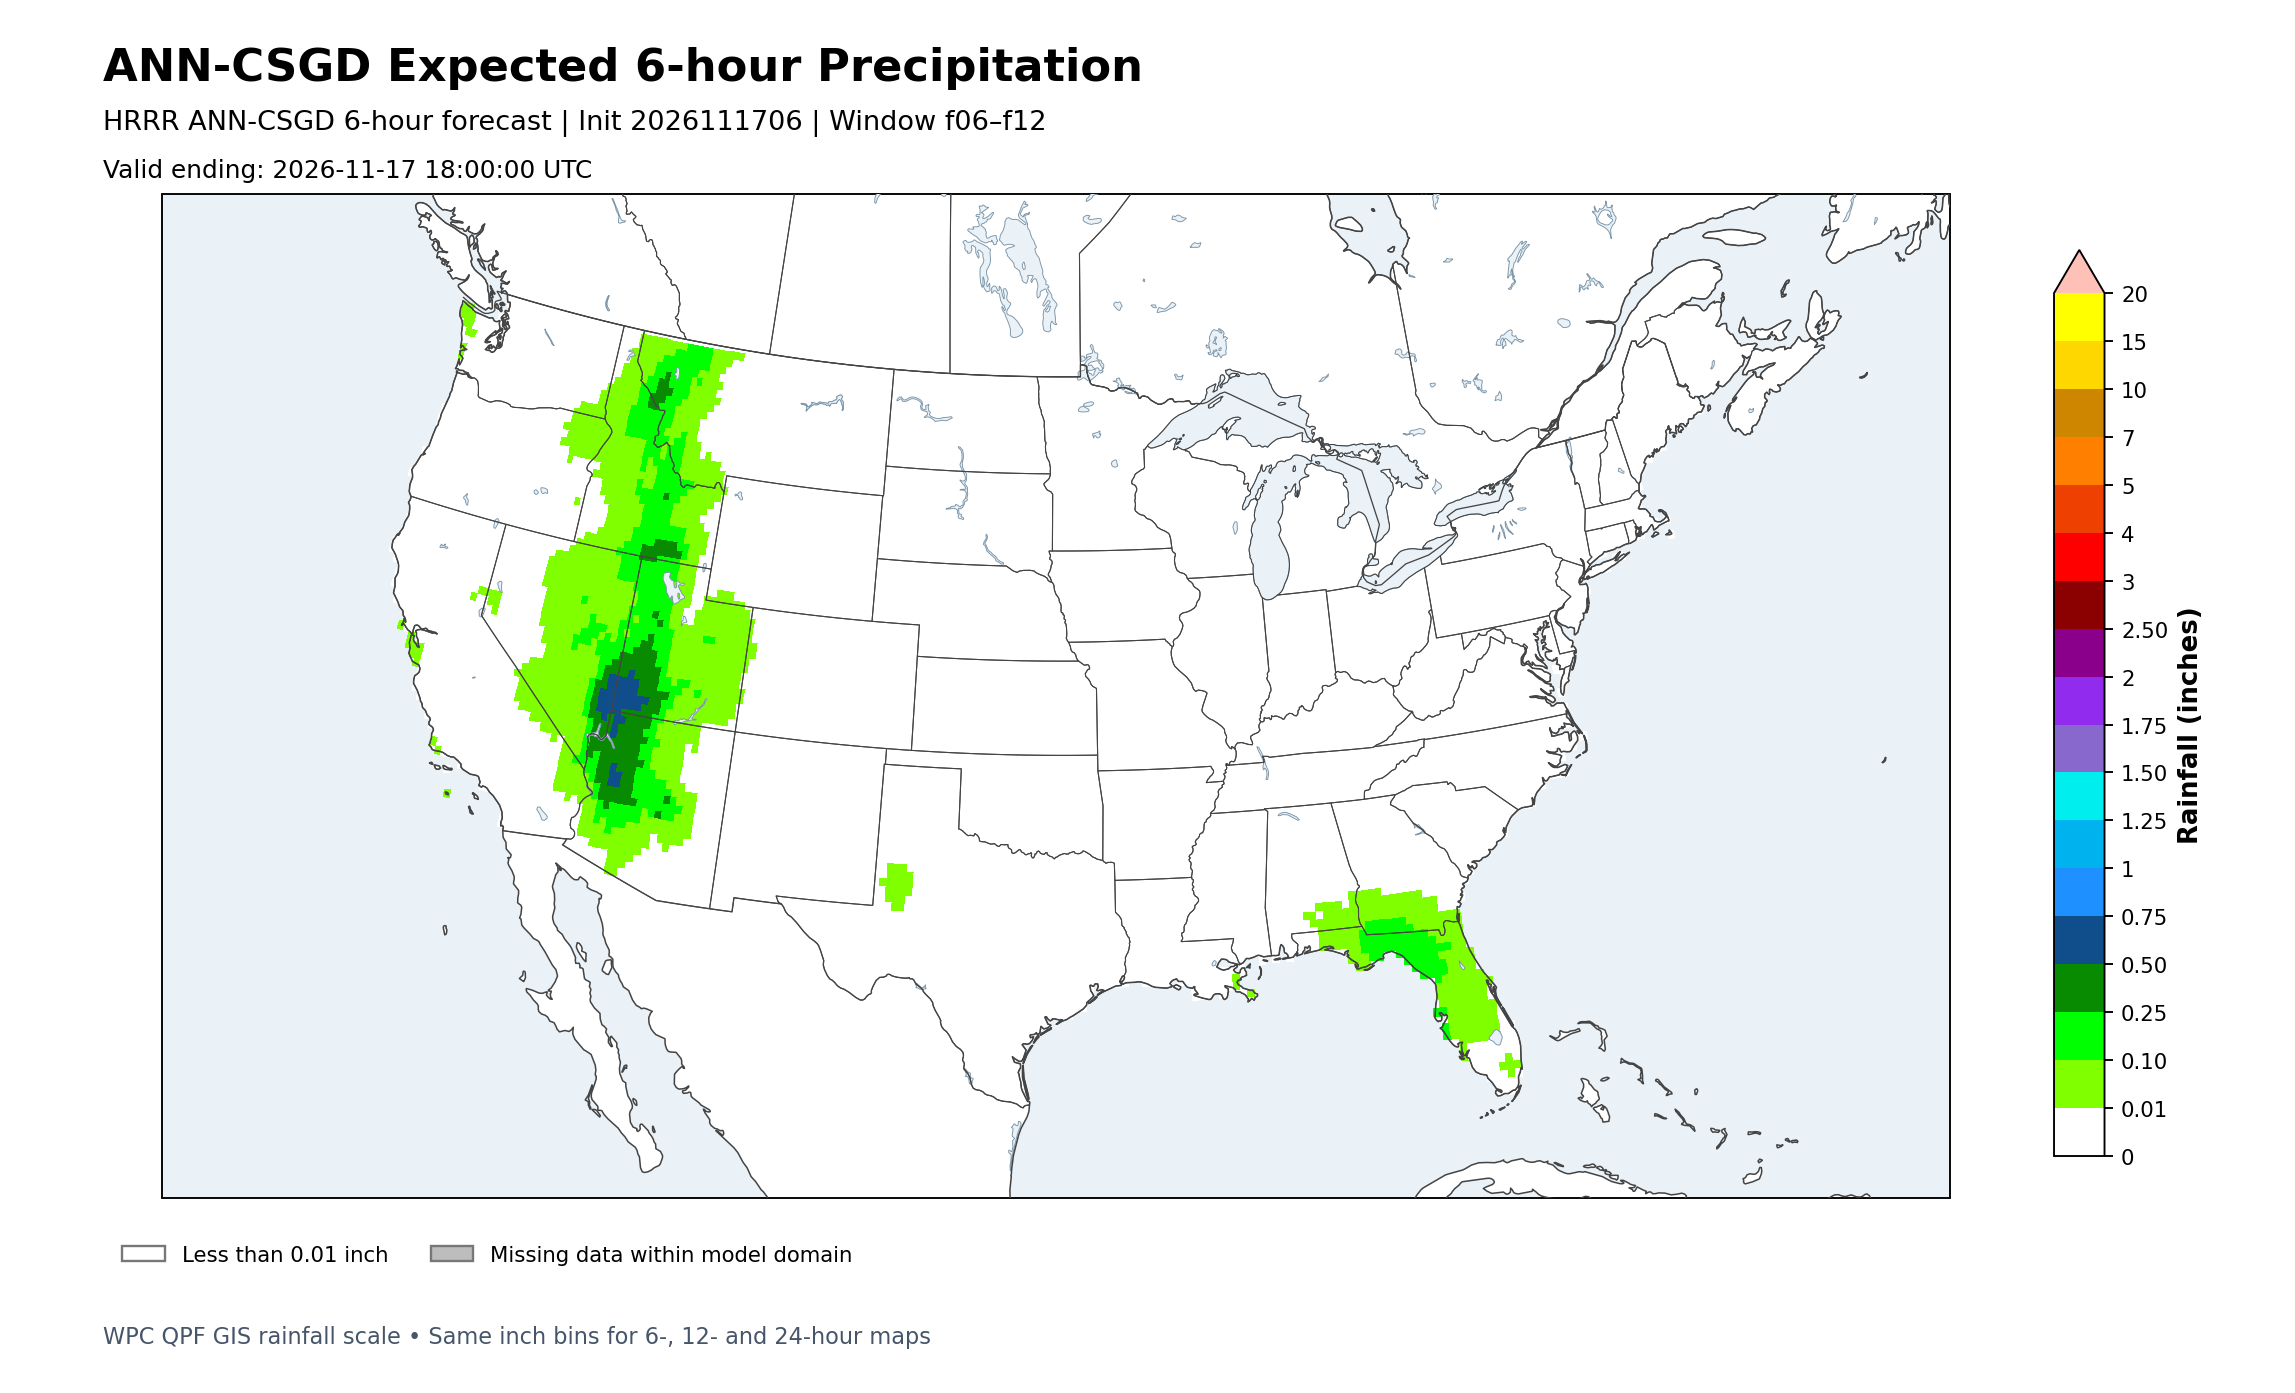 ANN-CSGD Expected 6-hour Precipitation
HRRR ANN-CSGD 6-hour forecast | Init 2026111706 | Window f06–f12
Valid ending: 2026-11-17 18:00:00 UTC
20
15
10
7
5
4
3
2.50
2
1.75
1.50
1.25
1
0.75
0.50
0.25
0.10
0.01
0
Rainfall (inches)
Less than 0.01 inch
Missing data within model domain
WPC QPF GIS rainfall scale • Same inch bins for 6-, 12- and 24-hour maps